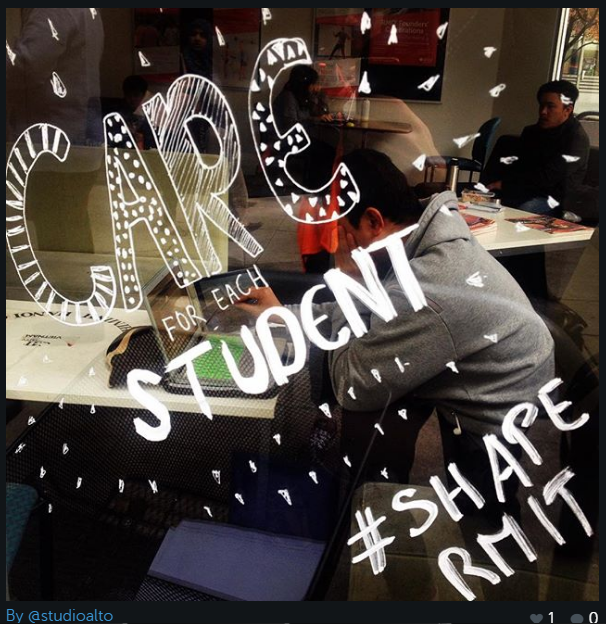 CARE
FOR EACH
STUDENT
#SHAPE
RMIT
By @studioalto
1 0